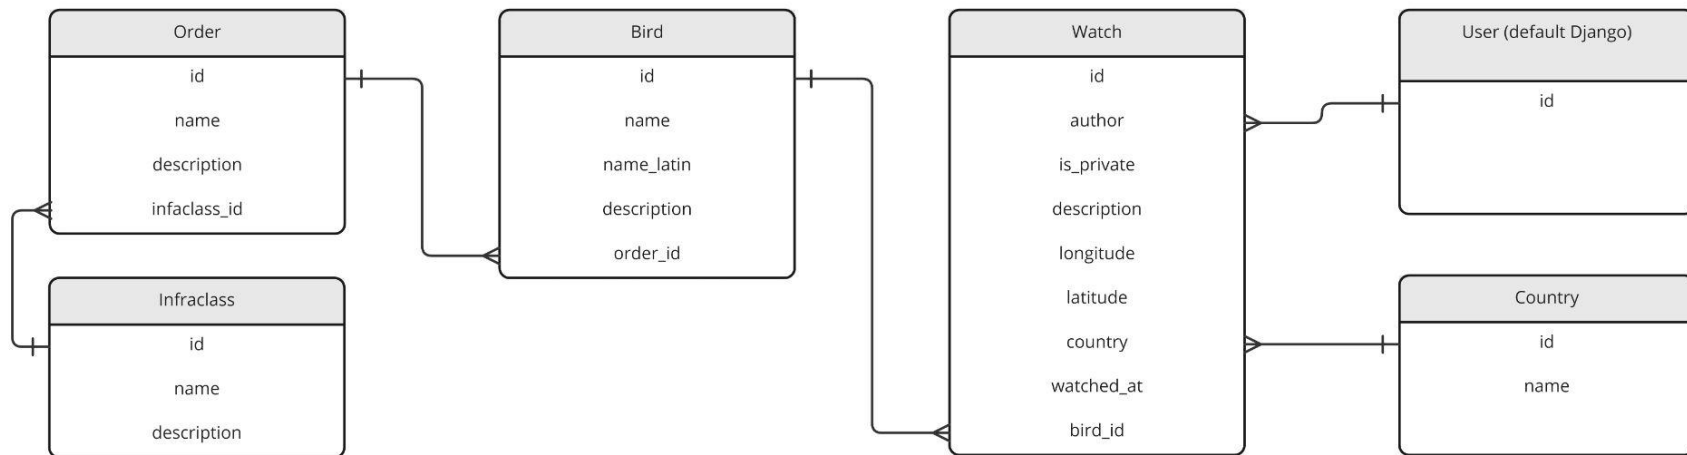 Order
id
name
description
infaclass_id
Infraclass
id
name
description
Bird
id
name
name_latin
description
order_id
Watch
id
author
is_private
description
longitude
latitude
country
watched_at
bird_id
User (default Django)
id
Country
id
name